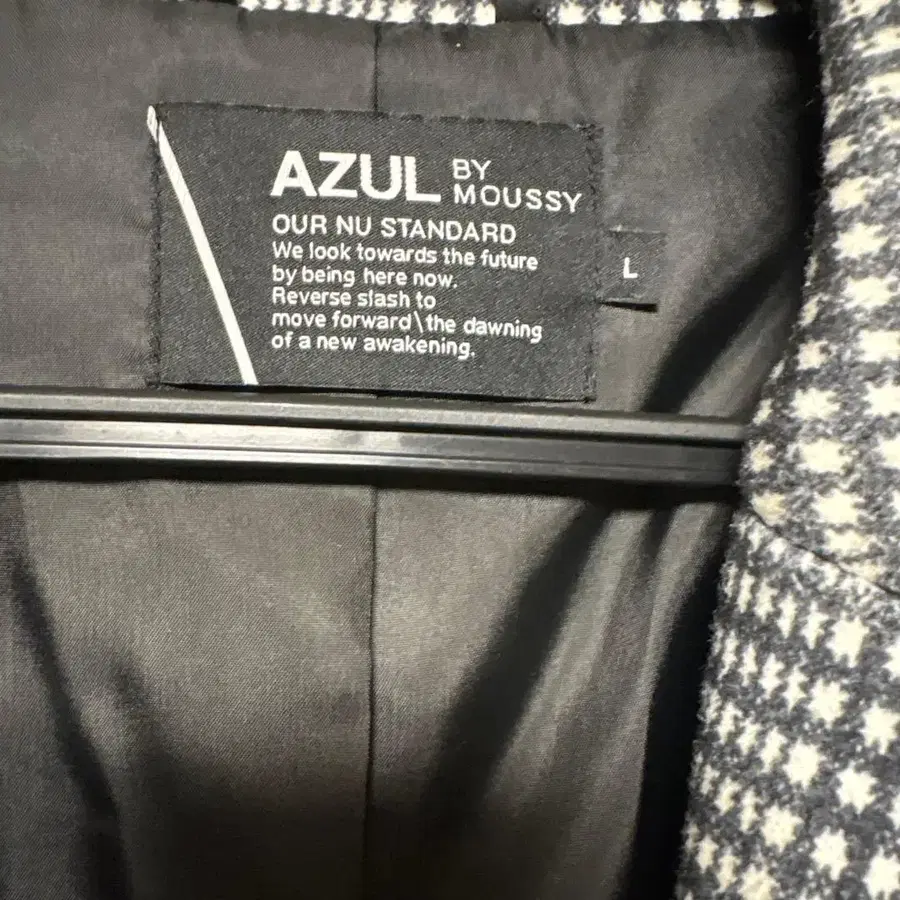 AZUL BY MOUSSY
OUR NU STANDARD
We look towards the future
by being here now.
Reverse slash to
move forward\the dawning
of a new awakening.
L